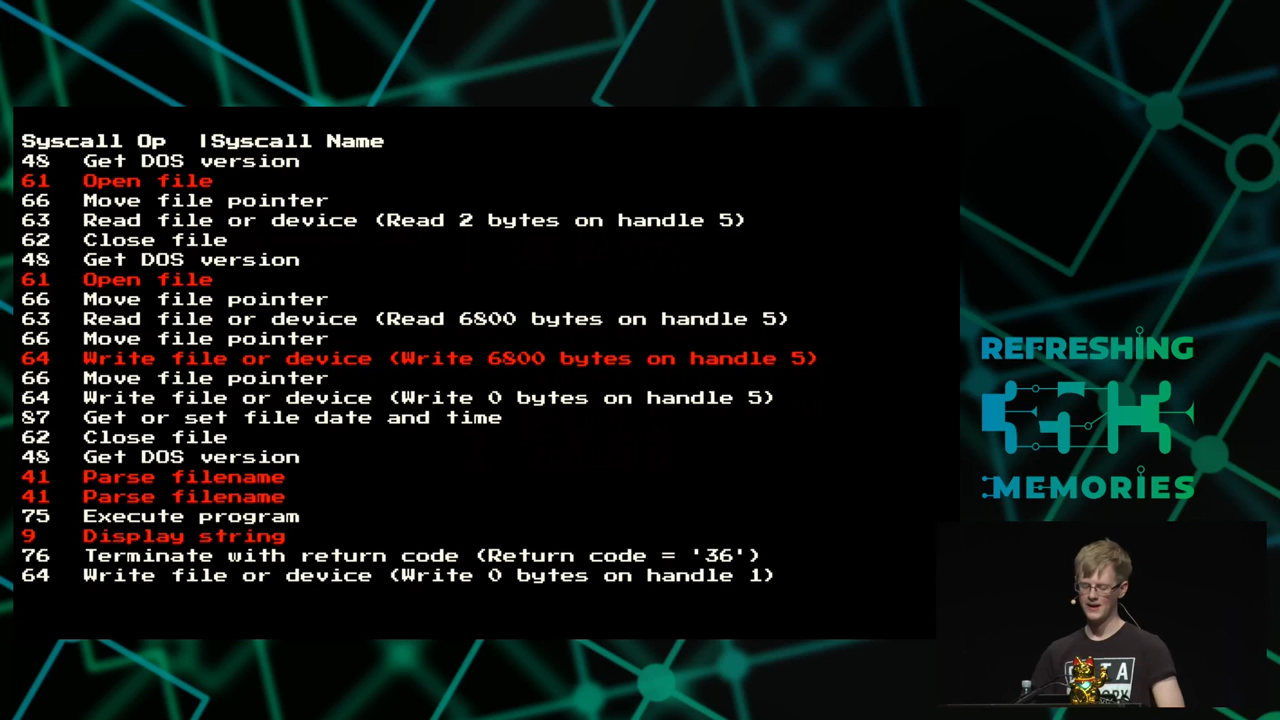 Syscall Op |Syscall Name
48 Get DOS version
61 Open file
66 Move file pointer
63 Read file or device (Read 2 bytes on handle 5)
62 Close file
48 Get DOS version
61 Open file
66 Move file pointer
63 Read file or device (Read 6800 bytes on handle 5)
66 Move file pointer
64 Write file or device (Write 6800 bytes on handle 5)
66 Move file pointer
64 Write file or device (Write 0 bytes on handle 5)
87 Get or set file date and time
62 Close file
48 Get DOS version
41 Parse filename
41 Parse filename
75 Execute program
9 Display string
76 Terminate with return code (Return code = '36')
64 Write file or device (Write 0 bytes on handle 1)
REFRESHING
MEMORIES